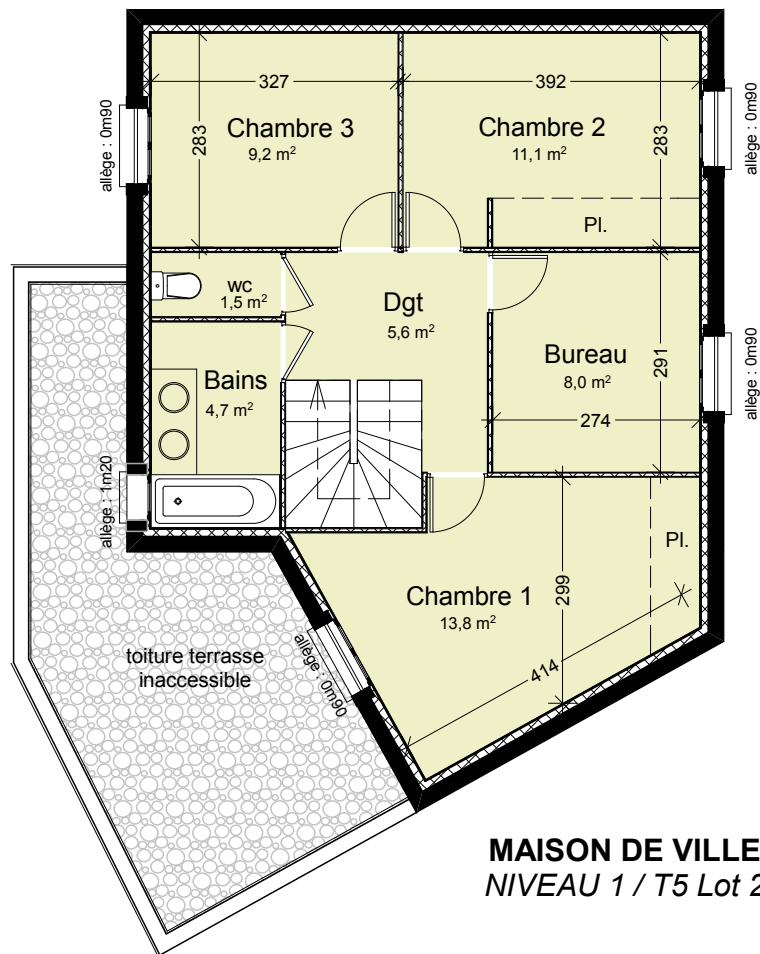 327
392
allège : 0m90
283
Chambre 3
9,2 m²
Chambre 2
11,1 m²
283
allège : 0m90
Pl.
wc
1,5 m²
Dgt
5,6 m²
Bains
4,7 m²
Bureau
8,0 m²
291
allège : 0m90
274
allège : 1m20
Pl.
Chambre 1
13,8 m²
299
414
allège : 0m90
toiture terrasse
inaccessible
MAISON DE VILLE
NIVEAU 1 / T5 Lot 2